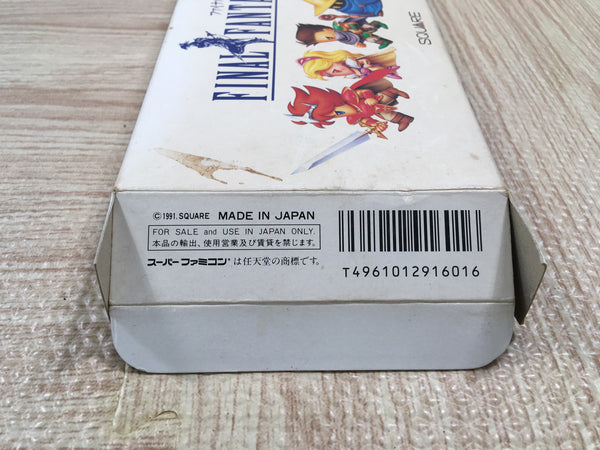 FINAL FANTA
SQUARE
© 1991. SQUARE MADE IN JAPAN
FOR SALE and USE IN JAPAN ONLY.
本品の輸出、使用営業及び賃貸を禁じます。
スーパーファミコン®は任天堂の商標です。
T4961012916016